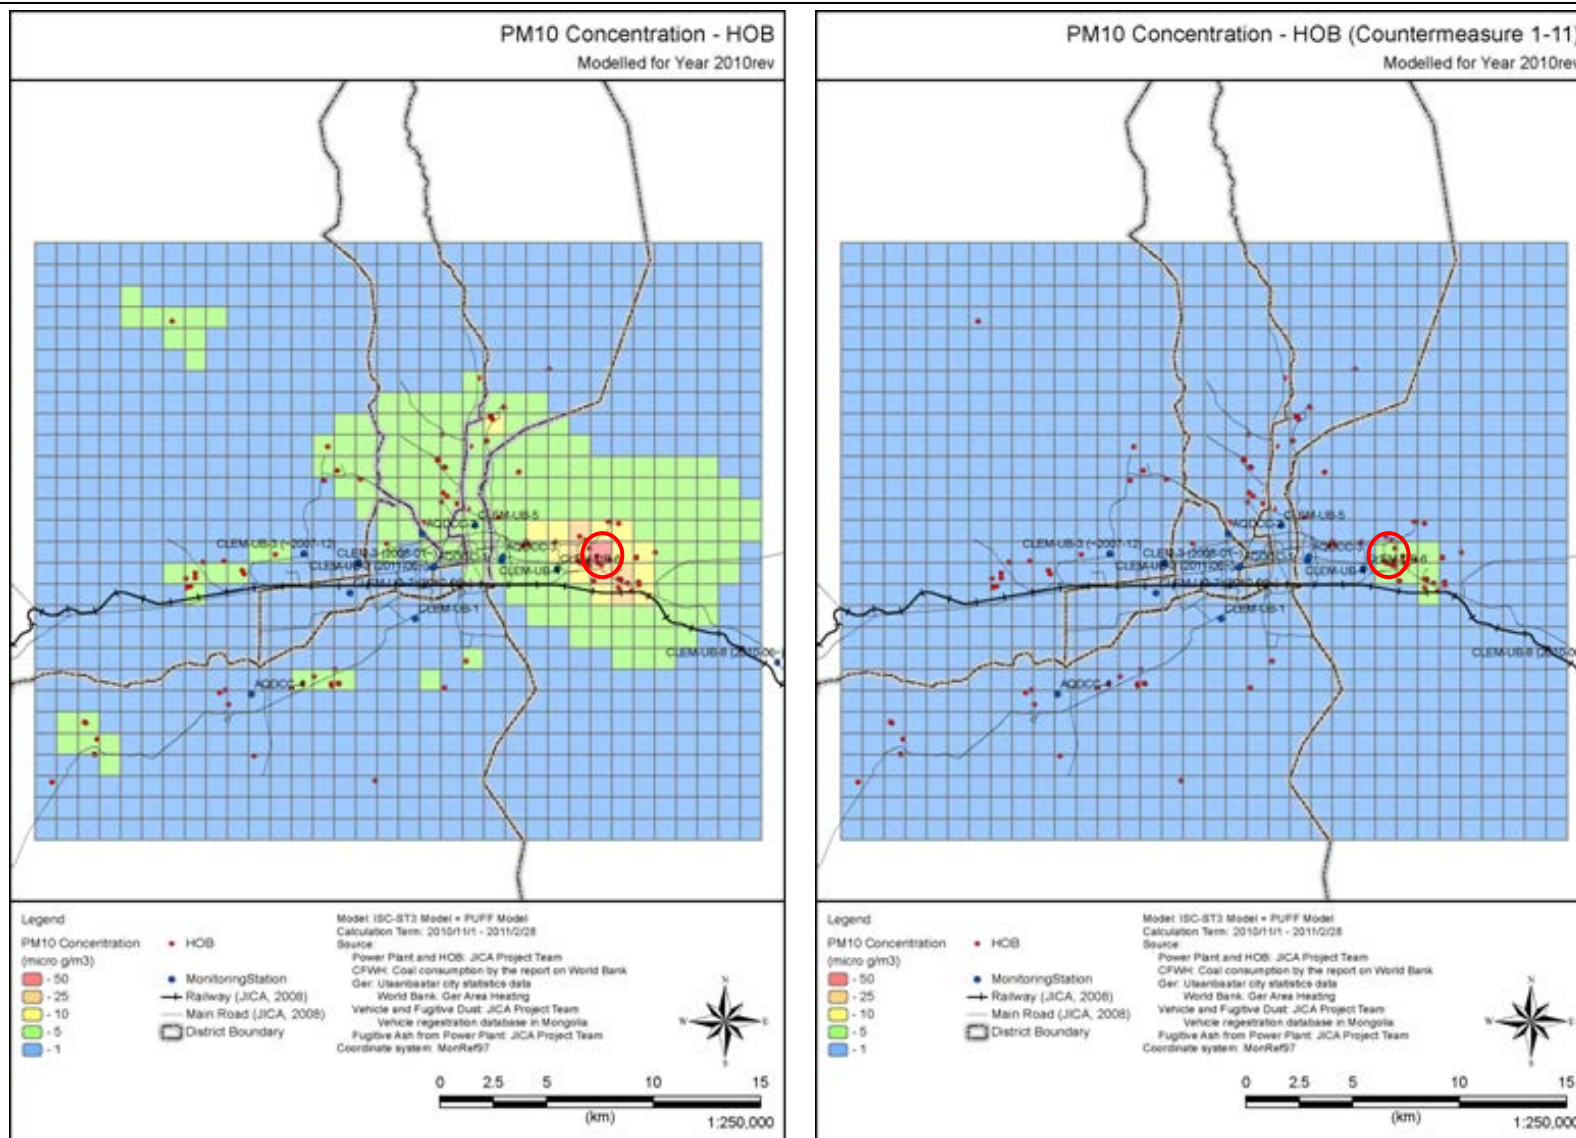 PM10 Concentration - HOB
Modelled for Year 2010rev
CLEM-UB-5
CLEM-UB-3 (~2007-12)
CLEM-UB-1
AQDCC-4
Legend
PM10 Concentration
(micro g/m3)
- 50
- 25
- 10
- 5
- 1
HOB
MonitoringStation
Railway (JICA, 2008)
Main Road (JICA, 2008)
District Boundary
Model: ISC-ST3 Model + PUFF Model
Calculation Term: 2010/11/1 - 2011/2/28
Source
Power Plant and HOB: JICA Project Team
CFWH: Coal consumption by the report on World Bank
Ger: Ulaanbaatar city statistics data
World Bank: Ger Area Heating
Vehicle and Fugitive Dust: JICA Project Team
Vehicle regestration database in Mongolia
Fugitive Ash from Power Plant: JICA Project Team
Coordinate system: MonRef97
N
W
E
S
0 2.5 5 10 15
(km)
1:250,000
PM10 Concentration - HOB (Countermeasure 1-11)
Modelled for Year 2010rev
CLEM-UB-5
CLEM-UB-3 (~2007-12)
CLEM-UB-1
AQDCC-4
Legend
PM10 Concentration
(micro g/m3)
- 50
- 25
- 10
- 5
- 1
HOB
MonitoringStation
Railway (JICA, 2008)
Main Road (JICA, 2008)
District Boundary
Model: ISC-ST3 Model + PUFF Model
Calculation Term: 2010/11/1 - 2011/2/28
Source
Power Plant and HOB: JICA Project Team
CFWH: Coal consumption by the report on World Bank
Ger: Ulaanbaatar city statistics data
World Bank: Ger Area Heating
Vehicle and Fugitive Dust: JICA Project Team
Vehicle regestration database in Mongolia
Fugitive Ash from Power Plant: JICA Project Team
Coordinate system: MonRef97
N
W
E
S
0 2.5 5 10 15
(km)
1:250,000